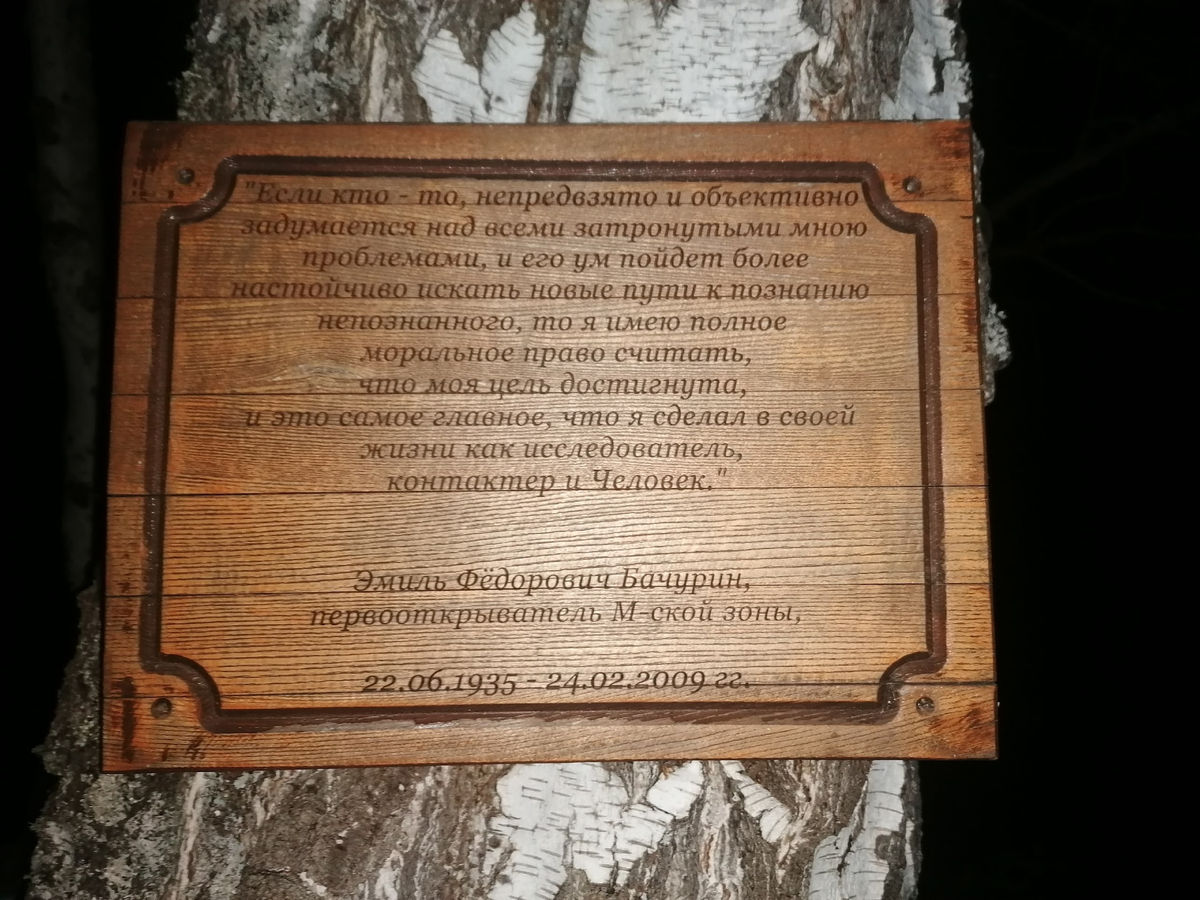 "Если кто - то, непредвзято и объективно
задумается над всеми затронутыми мною
проблемами, и его ум пойдет более
настойчиво искать новые пути к познанию
непознанного, то я имею полное
моральное право считать,
что моя цель достигнута,
и это самое главное, что я сделал в своей
жизни как исследователь,
контактер и Человек."
Эмиль Фёдорович Бачурин,
первооткрыватель М-ской зоны,
22.06.1935 - 24.02.2009 гг.